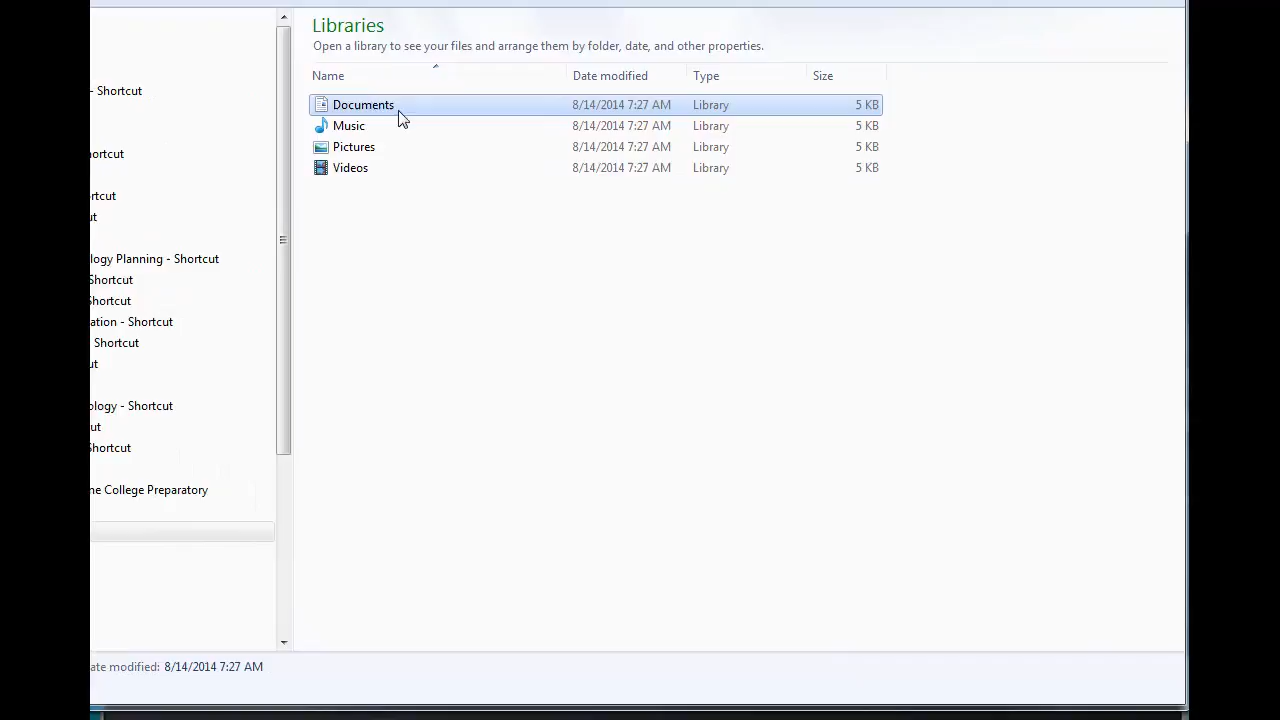 - Shortcut
ortcut
rtcut
ut
logy Planning - Shortcut
Shortcut
Shortcut
ation - Shortcut
Shortcut
ut
ology - Shortcut
ut
Shortcut
ne College Preparatory
Libraries
Open a library to see your files and arrange them by folder, date, and other properties.
Name Date modified Type Size
Documents 8/14/2014 7:27 AM Library 5 KB
Music 8/14/2014 7:27 AM Library 5 KB
Pictures 8/14/2014 7:27 AM Library 5 KB
Videos 8/14/2014 7:27 AM Library 5 KB
ate modified: 8/14/2014 7:27 AM